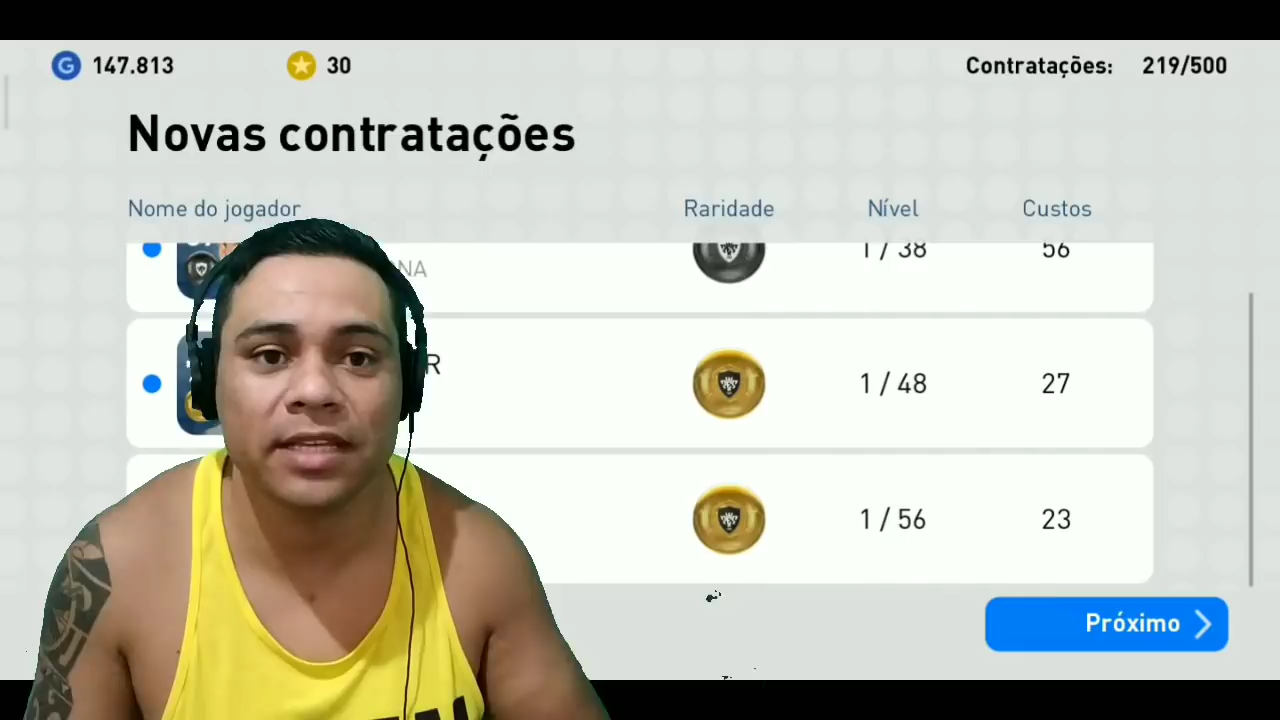 147.813
30
Contratações: 219/500
Novas contratações
Nome do jogador Raridade Nível Custos
NA 1 / 38 56
R 1 / 48 27
1 / 56 23
Próximo